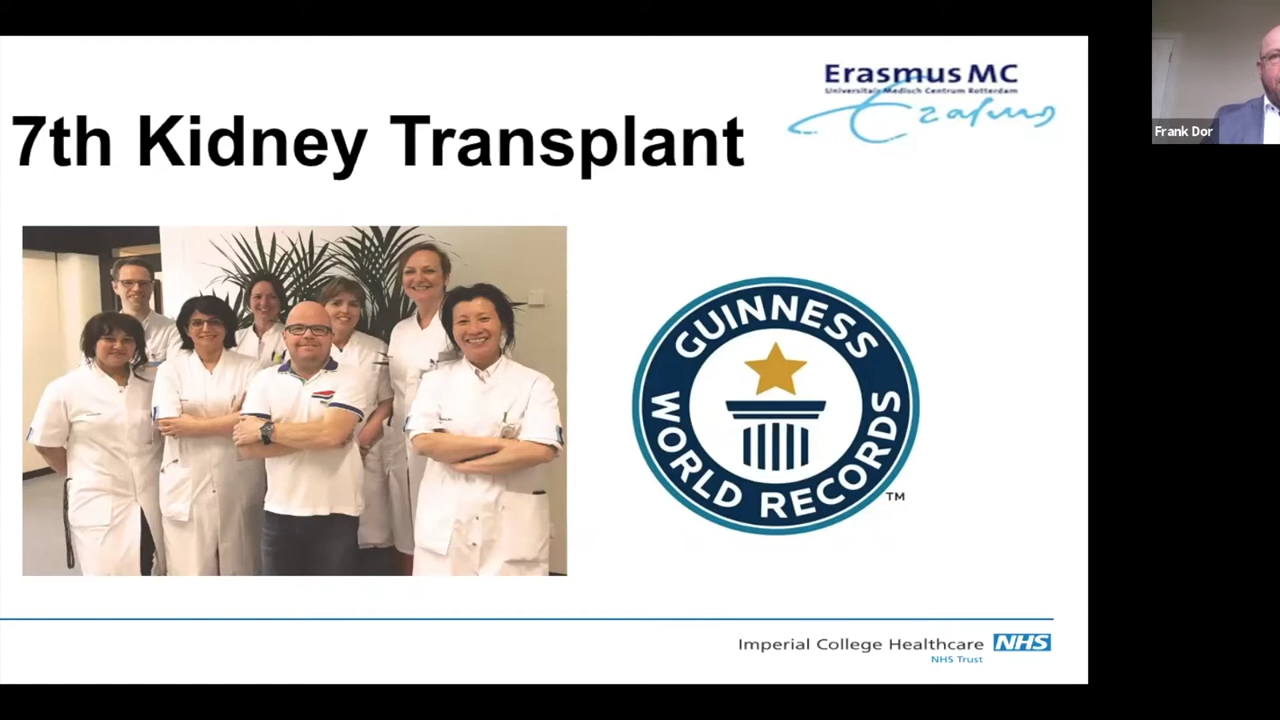 Erasmus MC
Universitair Medisch Centrum Rotterdam
Erasmus
7th Kidney Transplant
Frank Dor
GUINNESS
WORLD RECORDS
TM
Imperial College Healthcare NHS
NHS Trust